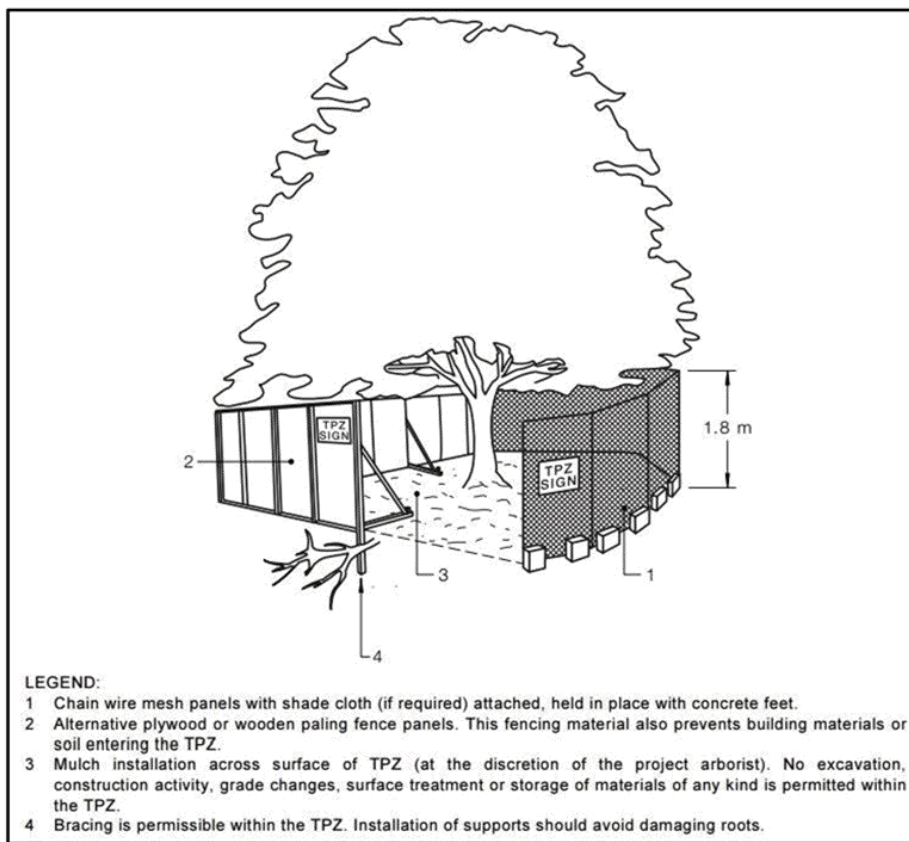 1.8 m
TPZ
SIGN
2
TPZ
SIGN
3
1
4
LEGEND:
1 Chain wire mesh panels with shade cloth (if required) attached, held in place with concrete feet.
2 Alternative plywood or wooden paling fence panels. This fencing material also prevents building materials or
soil entering the TPZ.
3 Mulch installation across surface of TPZ (at the discretion of the project arborist). No excavation,
construction activity, grade changes, surface treatment or storage of materials of any kind is permitted within
the TPZ.
4 Bracing is permissible within the TPZ. Installation of supports should avoid damaging roots.